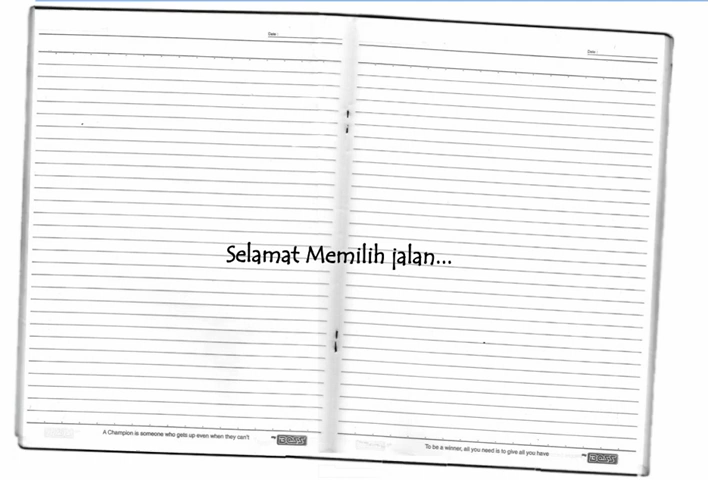 Date :
Date :
Selamat Memilih jalan...
A Champion is someone who gets up even when they can't
To be a winner, all you need is to give all you have